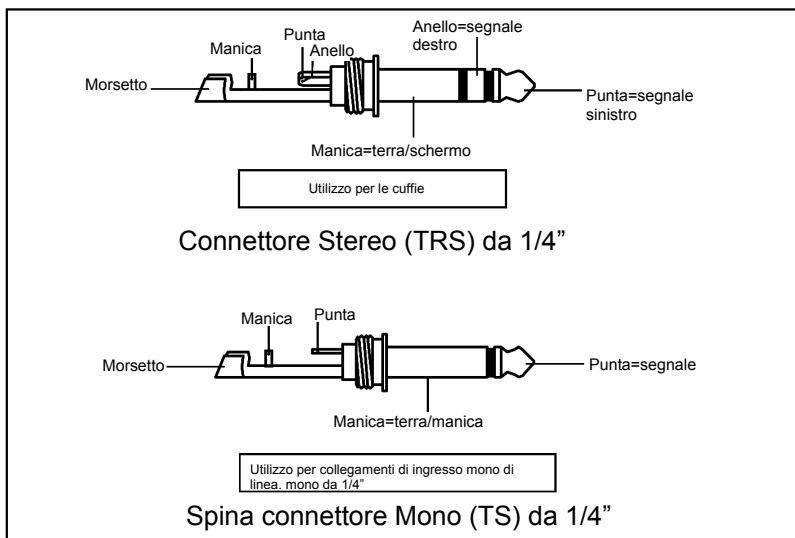 Anello=segnale
destro
Punta
Manica
Anello
Morsetto
Punta=segnale
sinistro
Manica=terra/schermo
Utilizzo per le cuffie
Connettore Stereo (TRS) da 1/4”
Manica
Punta
Morsetto
Punta=segnale
Manica=terra/manica
Utilizzo per collegamenti di ingresso mono di
linea. mono da 1/4”
Spina connettore Mono (TS) da 1/4”